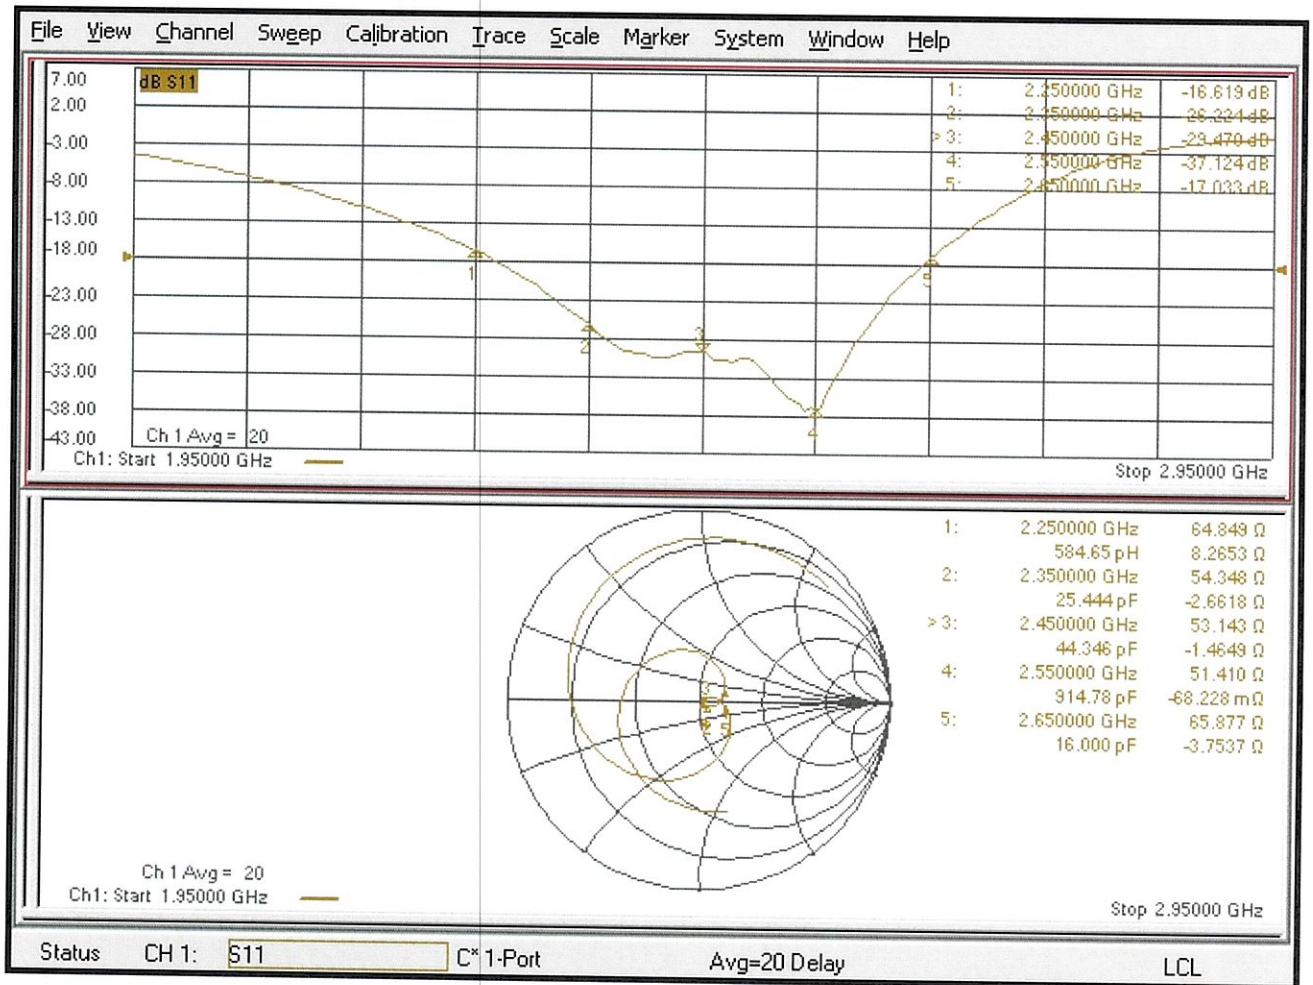 File View Channel Sweep Calibration Trace Scale Marker System Window Help
7.00
2.00
-3.00
-8.00
-13.00
-18.00
-23.00
-28.00
-33.00
-38.00
-43.00
dB S11
1: 2.250000 GHz -16.619 dB
2: 2.350000 GHz -26.224 dB
> 3: 2.450000 GHz -29.470 dB
4: 2.550000 GHz -37.124 dB
5: 2.650000 GHz -17.033 dB
1
2
3
4
5
Ch 1 Avg = 20
Ch1: Start 1.95000 GHz
Stop 2.95000 GHz
1: 2.250000 GHz 64.849 Ω
584.65 pH 8.2653 Ω
2: 2.350000 GHz 54.348 Ω
25.444 pF -2.6618 Ω
> 3: 2.450000 GHz 53.143 Ω
44.346 pF -1.4649 Ω
4: 2.550000 GHz 51.410 Ω
914.78 pF -68.228 mΩ
5: 2.650000 GHz 65.877 Ω
16.000 pF -3.7537 Ω
3
2
5
Ch 1 Avg = 20
Ch1: Start 1.95000 GHz
Stop 2.95000 GHz
Status CH 1: S11 C* 1-Port Avg=20 Delay LCL